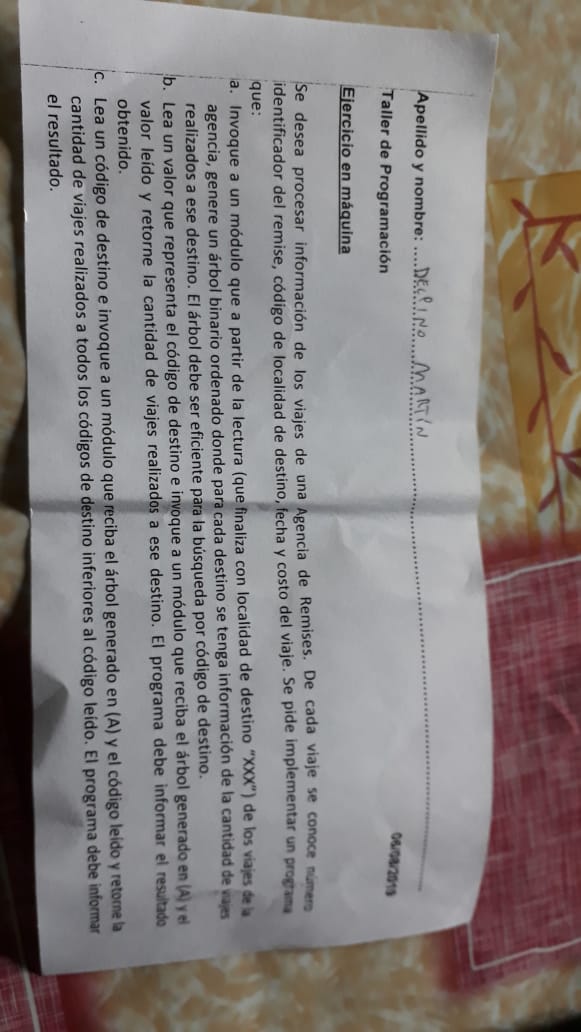 Apellido y nombre: ....DELPINO....MARTÍN
06/08/2019
Taller de Programación
Ejercicio en máquina
Se desea procesar información de los viajes de una Agencia de Remises. De cada viaje se conoce número
identificador del remise, código de localidad de destino, fecha y costo del viaje. Se pide implementar un programa
que:
a. Invoque a un módulo que a partir de la lectura (que finaliza con localidad de destino “XXX”) de los viajes de la
agencia, genere un árbol binario ordenado donde para cada destino se tenga información de la cantidad de viajes
realizados a ese destino. El árbol debe ser eficiente para la búsqueda por código de destino.
b. Lea un valor que representa el código de destino e invoque a un módulo que reciba el árbol generado en (A) y el
valor leído y retorne la cantidad de viajes realizados a ese destino. El programa debe informar el resultado
obtenido.
c. Lea un código de destino e invoque a un módulo que reciba el árbol generado en (A) y el código leído y retorne la
cantidad de viajes realizados a todos los códigos de destino inferiores al código leído. El programa debe informar
el resultado.